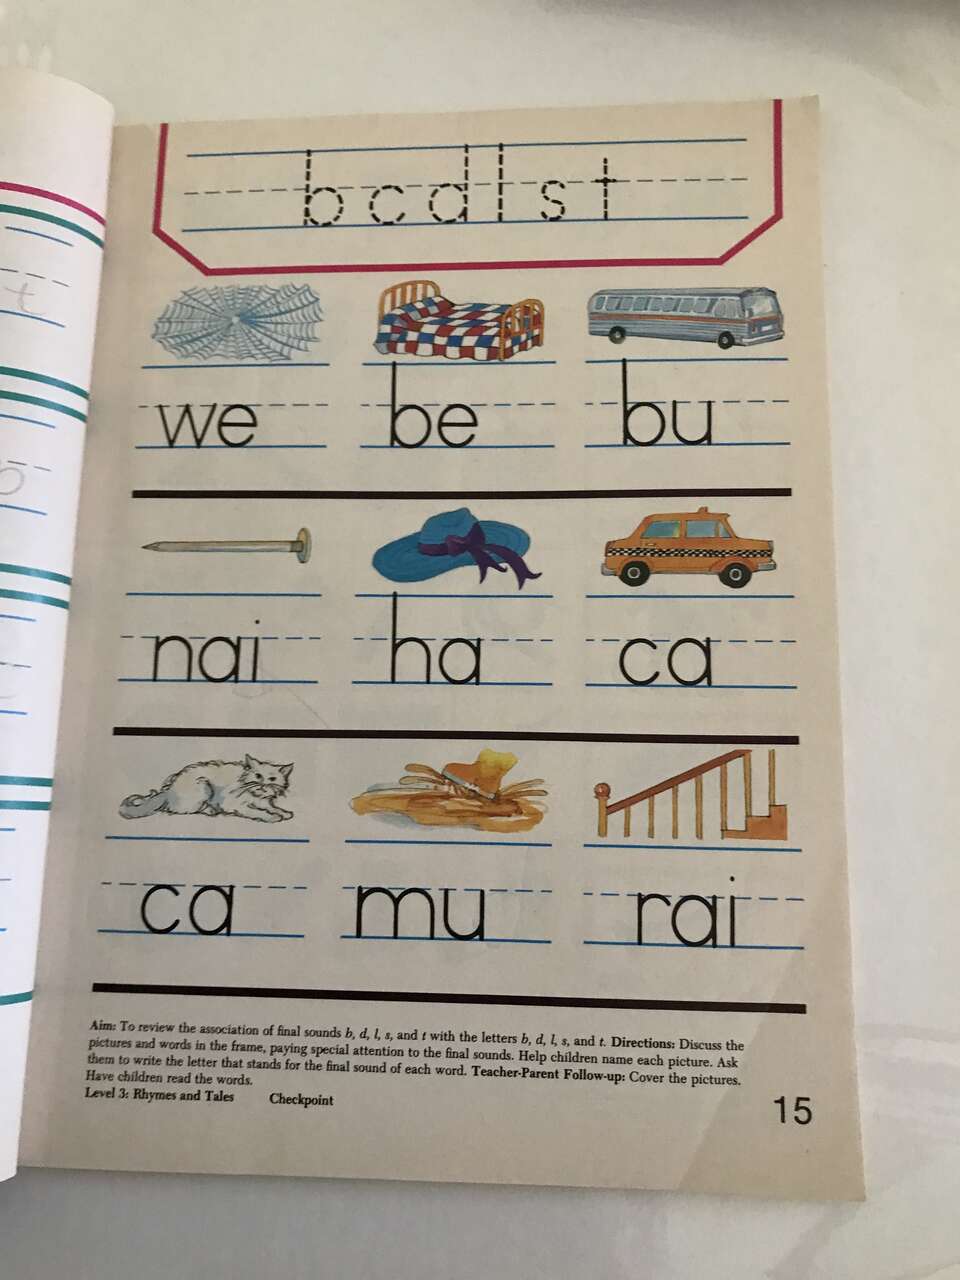 b c d l s t
we be bu
nai ha ca
ca mu rai
Aim: To review the association of final sounds b, d, l, s, and t with the letters b, d, l, s, and t. Directions: Discuss the
pictures and words in the frame, paying special attention to the final sounds. Help children name each picture. Ask
them to write the letter that stands for the final sound of each word. Teacher-Parent Follow-up: Cover the pictures.
Have children read the words.
Level 3: Rhymes and Tales Checkpoint
15